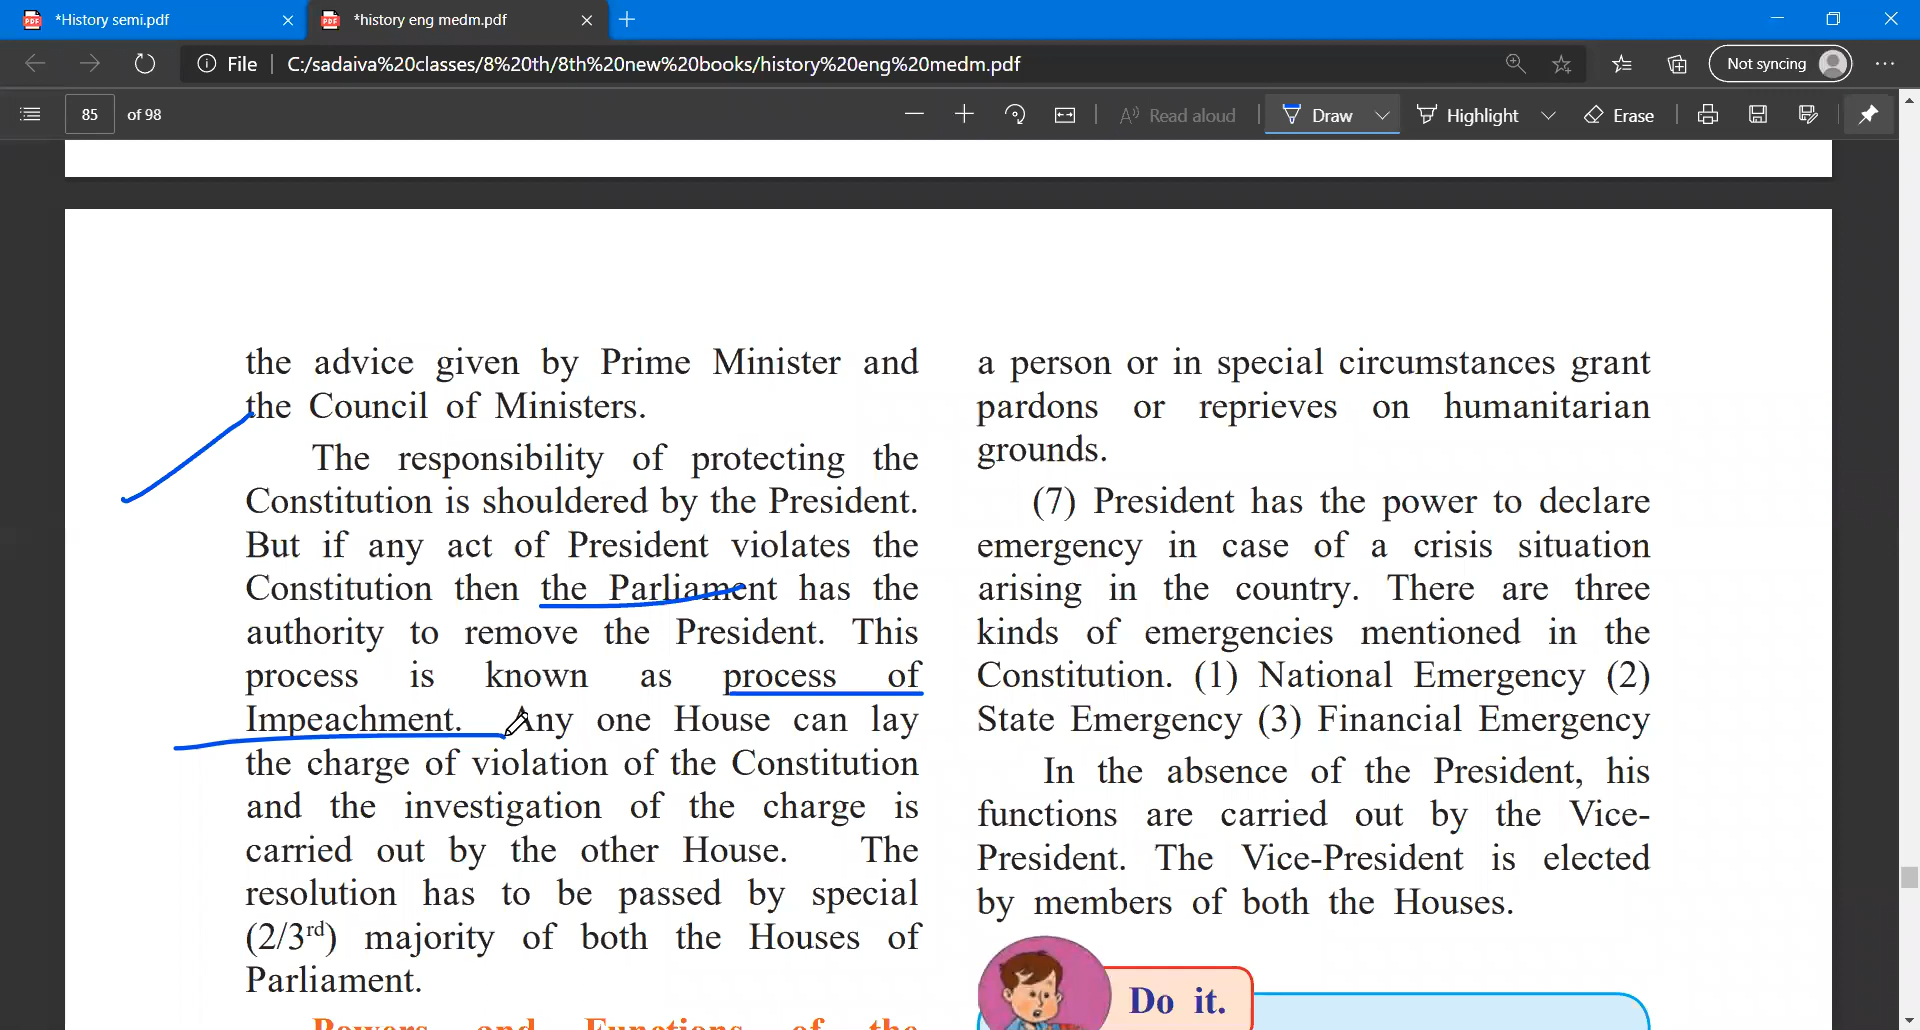 *History semi.pdf
*history eng medm.pdf
File
C:/sadaiva%20classes/8%20th/8th%20new%20books/history%20eng%20medm.pdf
Not syncing
85
of 98
Read aloud
Draw
Highlight
Erase
the advice given by Prime Minister and
the Council of Ministers.
The responsibility of protecting the
Constitution is shouldered by the President.
But if any act of President violates the
Constitution then the Parliament has the
authority to remove the President. This
process is known as process of
Impeachment. Any one House can lay
the charge of violation of the Constitution
and the investigation of the charge is
carried out by the other House. The
resolution has to be passed by special
(2/3rd) majority of both the Houses of
Parliament.
Powers and Functions of the
a person or in special circumstances grant
pardons or reprieves on humanitarian
grounds.
(7) President has the power to declare
emergency in case of a crisis situation
arising in the country. There are three
kinds of emergencies mentioned in the
Constitution. (1) National Emergency (2)
State Emergency (3) Financial Emergency
In the absence of the President, his
functions are carried out by the Vice-
President. The Vice-President is elected
by members of both the Houses.
Do it.